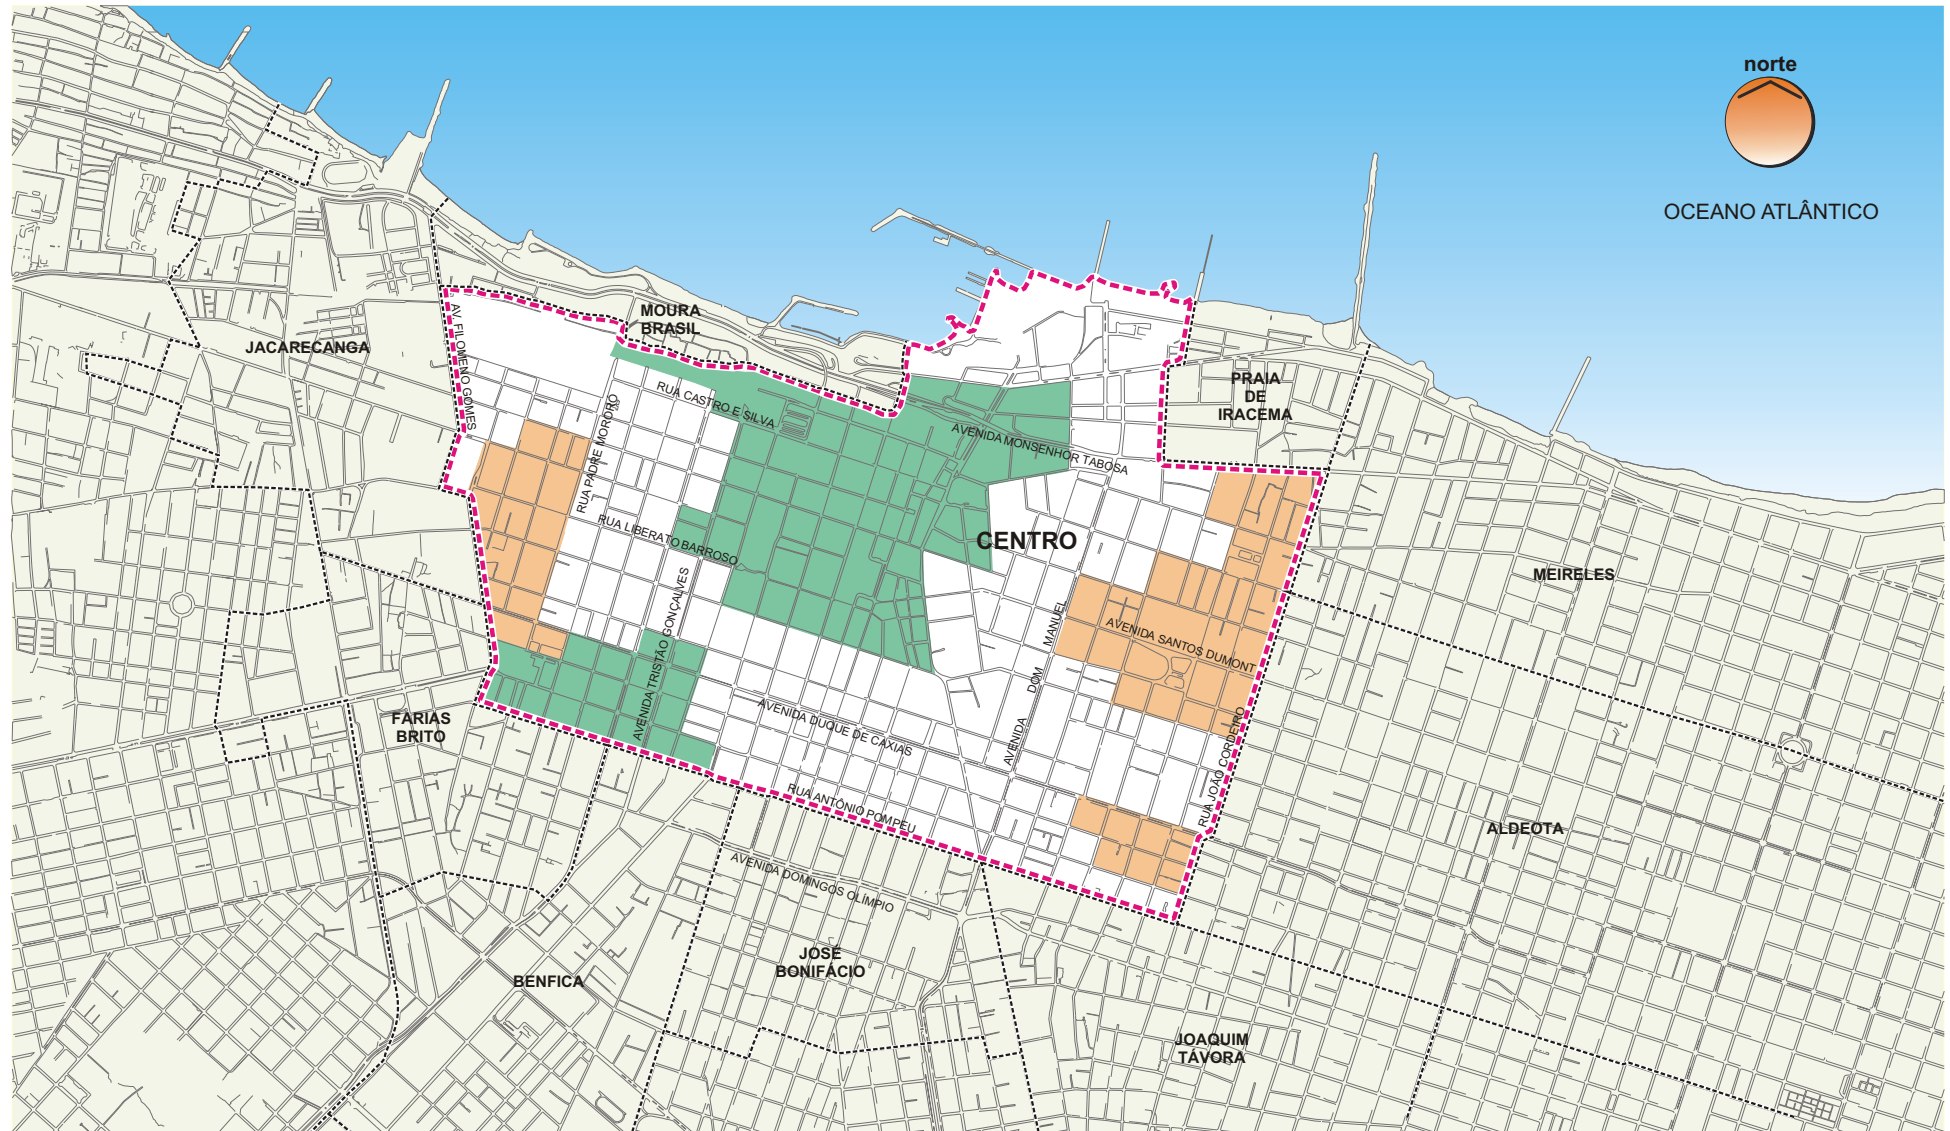 norte
OCEANO ATLÂNTICO
MOURA
BRASIL
JACARECANGA
AV. FILOMENO GOMES
PRAIA
DE
IRACEMA
RUA CASTRO E SILVA
RUA PADRE MORORÓ
AVENIDA MONSENHOR TABOSA
RUA LIBERATO BARROSO
CENTRO
MEIRELES
AVENIDA TRISTÃO GONÇALVES
AVENIDA DOM MANUEL
AVENIDA SANTOS DUMONT
FARIAS
BRITO
AVENIDA DUQUE DE CAXIAS
RUA JOÃO CORDEIRO
RUA ANTÔNIO POMPEU
ALDEOTA
AVENIDA DOMINGOS OLÍMPIO
JOSÉ
BONIFÁCIO
BENFICA
JOAQUIM
TÁVORA